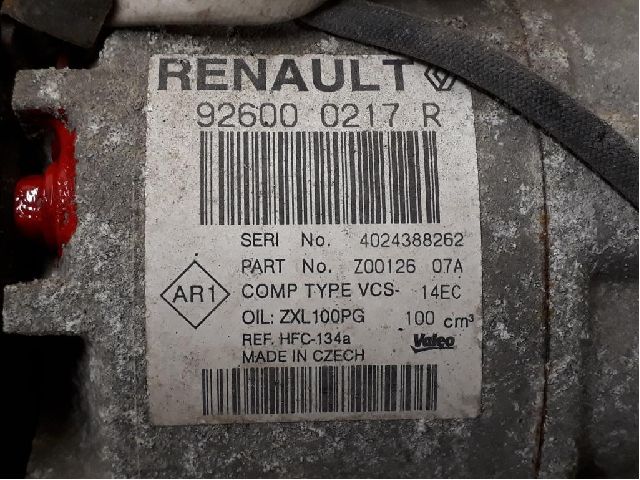 RENAULT
92600 0217 R
SERI No. 4024388262
PART No. Z00126 07A
AR1
COMP TYPE VCS- 14EC
OIL: ZXL100PG 100 cm³
REF. HFC-134a
MADE IN CZECH
Valeo